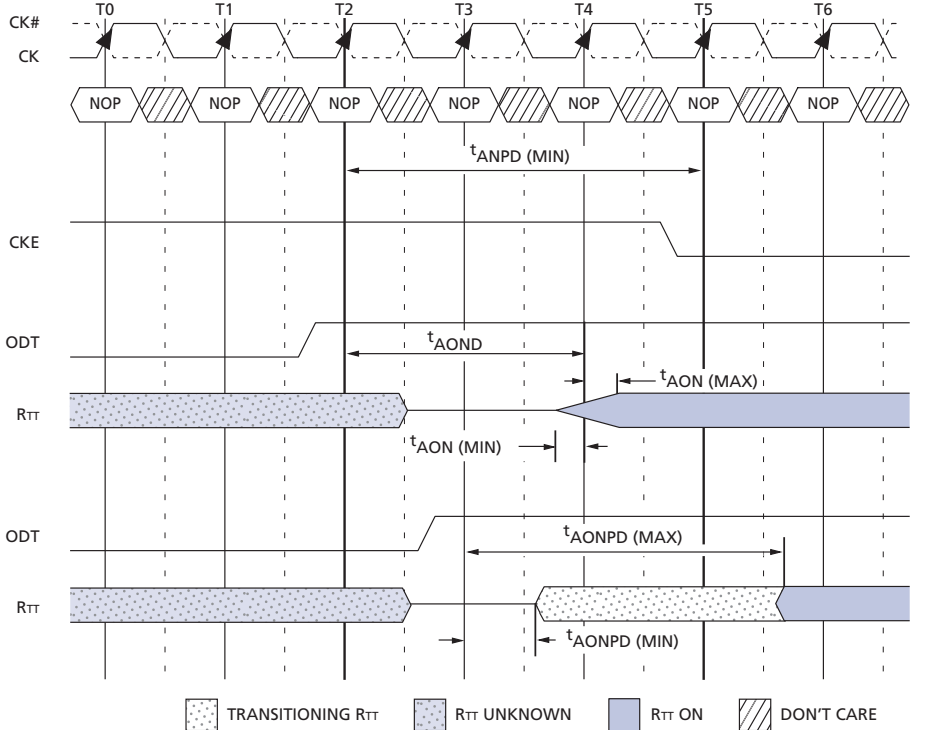 T0 T1 T2 T3 T4 T5 T6
CK#
CK
NOP NOP NOP NOP NOP NOP NOP
tANPD (MIN)
CKE
ODT
tAOND
tAON (MAX)
RTT
tAON (MIN)
ODT
tAONPD (MAX)
RTT
tAONPD (MIN)
TRANSITIONING RTT RTT UNKNOWN RTT ON DON'T CARE